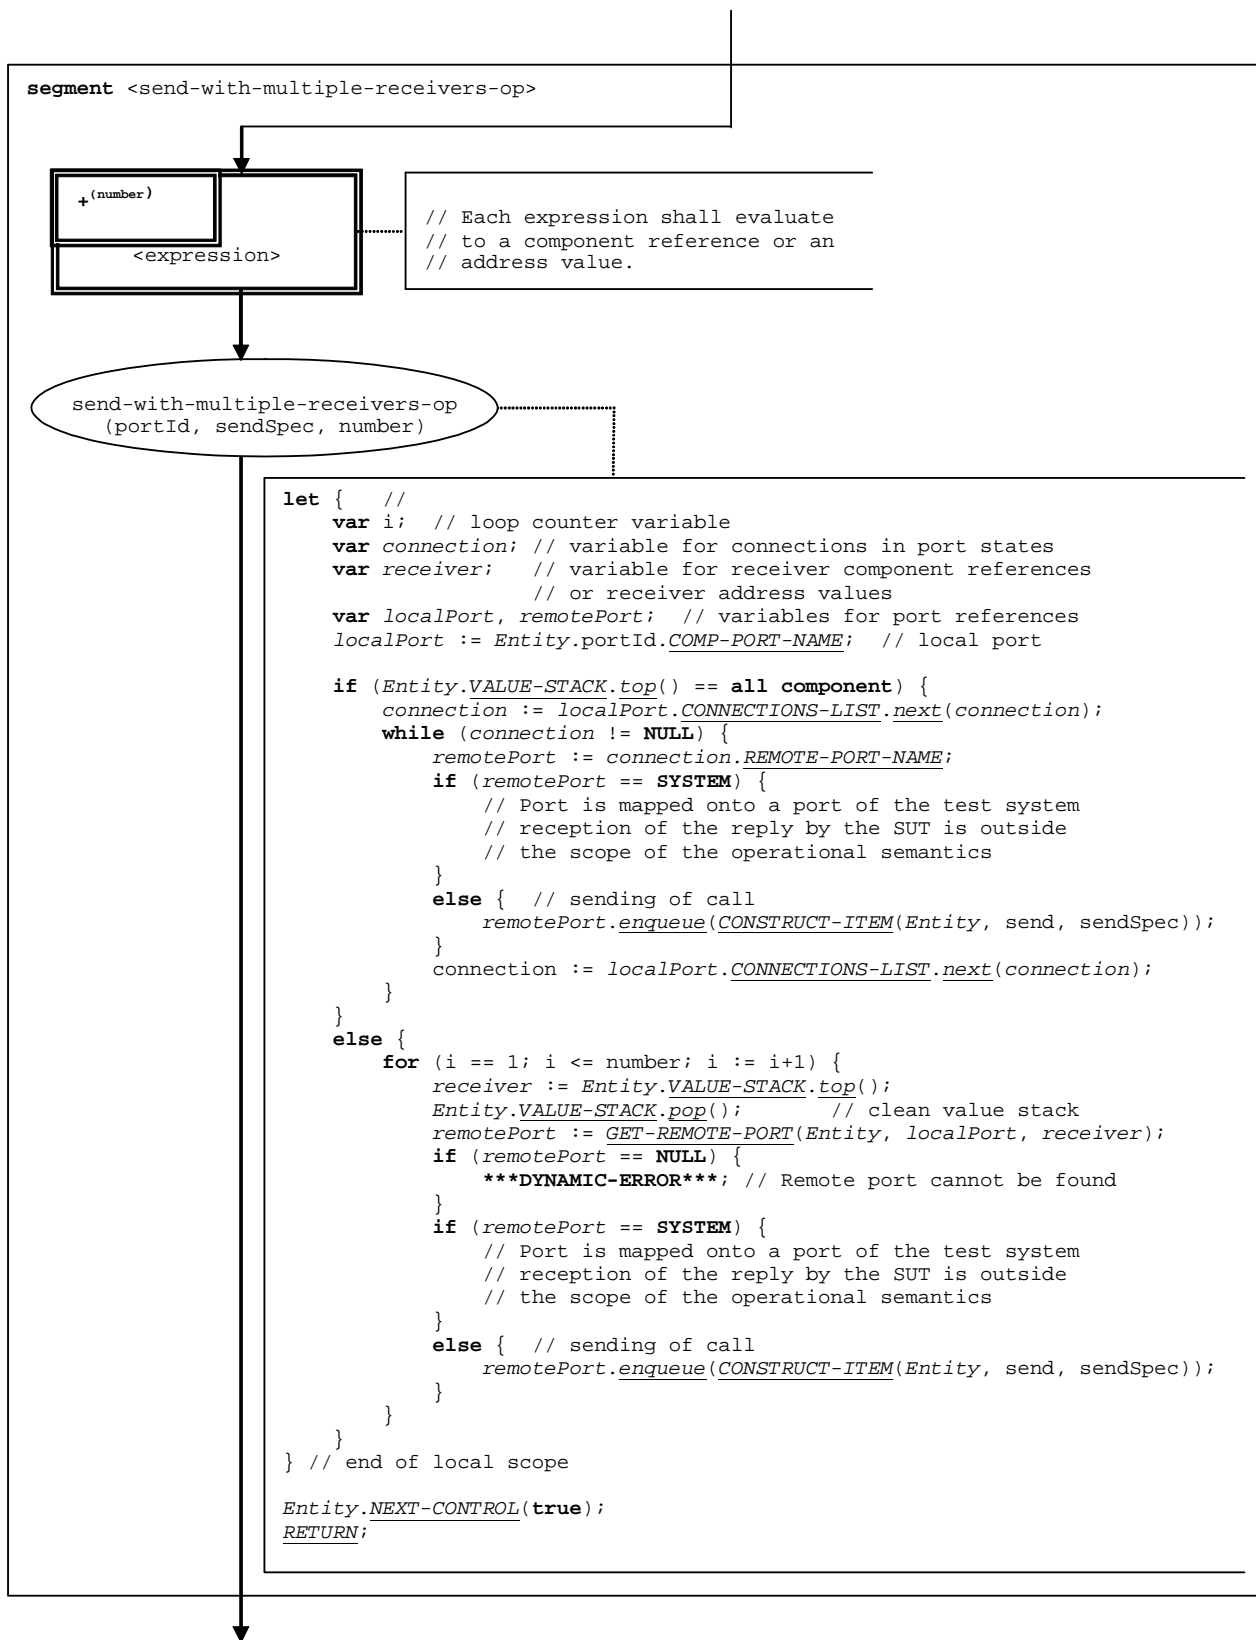 segment <send-with-multiple-receivers-op>
+(number)
<expression>
// Each expression shall evaluate
// to a component reference or an
// address value.
send-with-multiple-receivers-op
(portId, sendSpec, number)
let { //
var i; // loop counter variable
var connection; // variable for connections in port states
var receiver; // variable for receiver component references
// or receiver address values
var localPort, remotePort; // variables for port references
localPort := Entity.portId.COMP-PORT-NAME; // local port
if (Entity.VALUE-STACK.top() == all component) {
connection := localPort.CONNECTIONS-LIST.next(connection);
while (connection != NULL) {
remotePort := connection.REMOTE-PORT-NAME;
if (remotePort == SYSTEM) {
// Port is mapped onto a port of the test system
// reception of the reply by the SUT is outside
// the scope of the operational semantics
}
else { // sending of call
remotePort.enqueue(CONSTRUCT-ITEM(Entity, send, sendSpec));
}
connection := localPort.CONNECTIONS-LIST.next(connection);
}
}
else {
for (i == 1; i <= number; i := i+1) {
receiver := Entity.VALUE-STACK.top();
Entity.VALUE-STACK.pop(); // clean value stack
remotePort := GET-REMOTE-PORT(Entity, localPort, receiver);
if (remotePort == NULL) {
***DYNAMIC-ERROR***; // Remote port cannot be found
}
if (remotePort == SYSTEM) {
// Port is mapped onto a port of the test system
// reception of the reply by the SUT is outside
// the scope of the operational semantics
}
else { // sending of call
remotePort.enqueue(CONSTRUCT-ITEM(Entity, send, sendSpec));
}
}
}
} // end of local scope
Entity.NEXT-CONTROL(true);
RETURN;